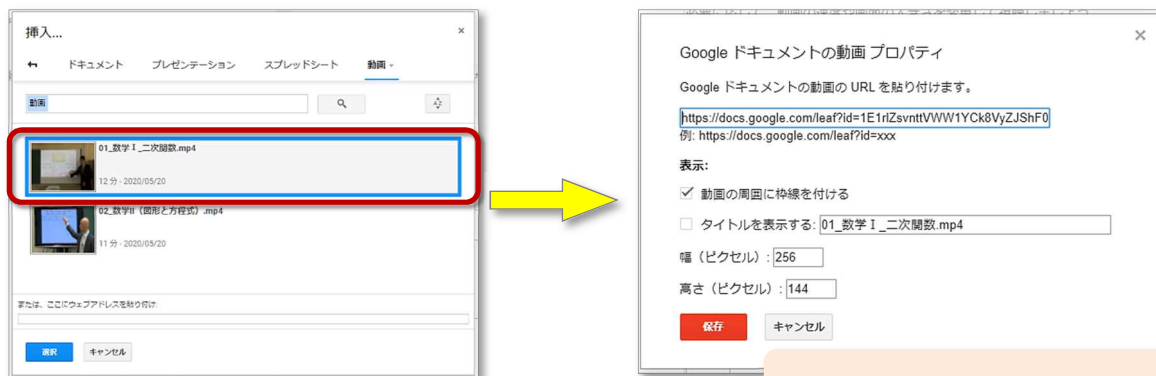 挿入...
×
ドキュメント プレゼンテーション スプレッドシート 動画
動画
01_数学Ⅰ_二次関数.mp4
12 分 - 2020/05/20
02_数学II（図形と方程式）.mp4
11 分 - 2020/05/20
または、ここにウェブアドレスを貼り付け:
選択 キャンセル
×
Google ドキュメントの動画 プロパティ
Google ドキュメントの動画の URL を貼り付けます。
https://docs.google.com/leaf?id=1E1rlZsvnttVWW1YCk8VyZJShF0
例: https://docs.google.com/leaf?id=xxx
表示:
動画の周囲に枠線を付ける
タイトルを表示する: 01_数学Ⅰ_二次関数.mp4
幅（ピクセル）: 256
高さ（ピクセル）: 144
保存 キャンセル